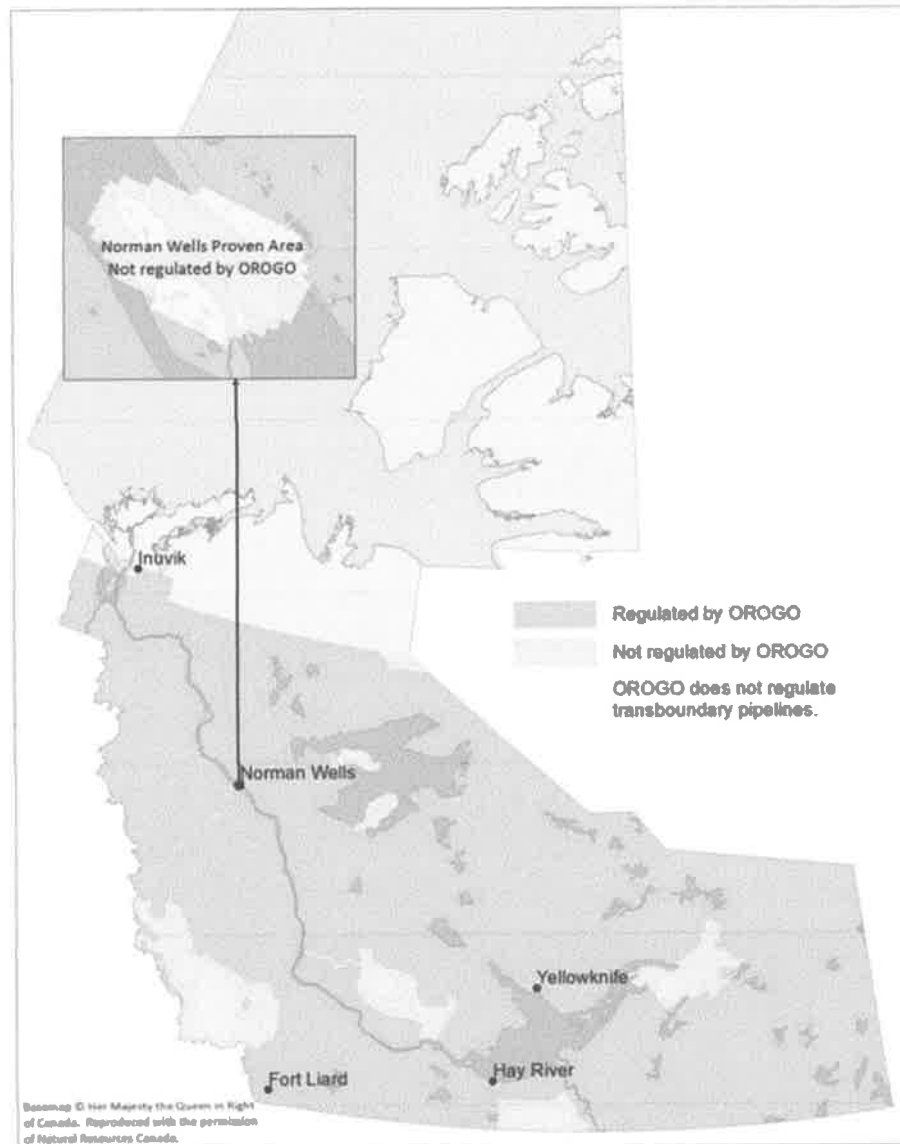 Norman Wells Proven Area
Not regulated by OROGO
Inuvik
Regulated by OROGO
Not regulated by OROGO
OROGO does not regulate
transboundary pipelines.
Norman Wells
Yellowknife
Hay River
Fort Liard
Basemap © Her Majesty the Queen in Right
of Canada. Reproduced with the permission
of Natural Resources Canada.